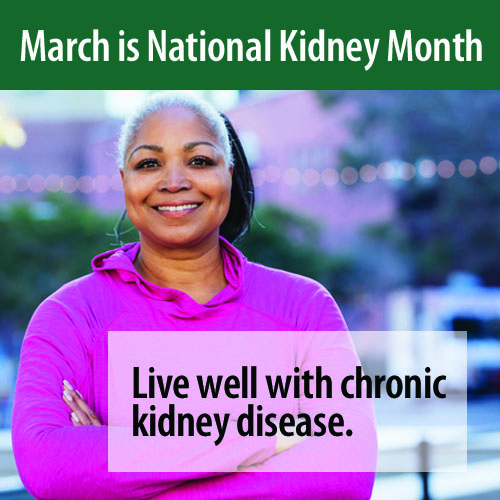 March is National Kidney Month
Live well with chronic
kidney disease.